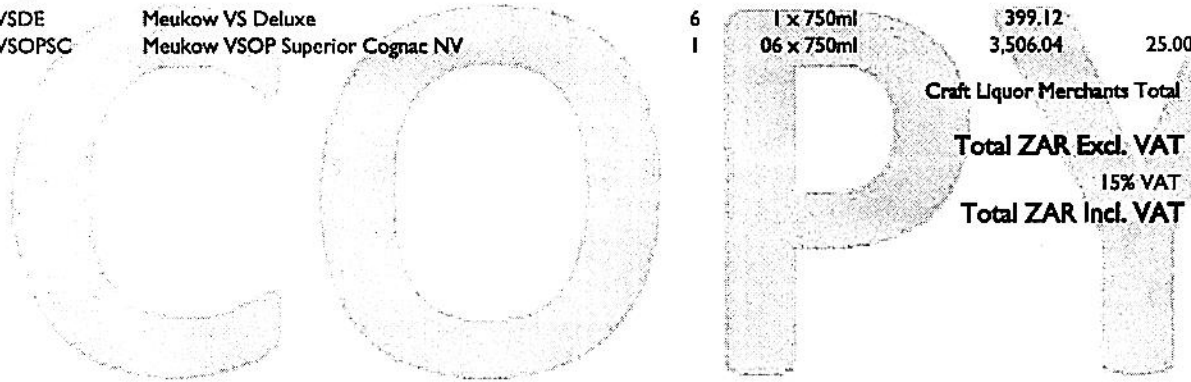 VSDE Meukow VS Deluxe 6 1 x 750ml 399.12
VSOPSC Meukow VSOP Superior Cognac NV 1 06 x 750ml 3,506.04 25.00
Craft Liquor Merchants Total
Total ZAR Excl. VAT
15% VAT
Total ZAR Incl. VAT
COPY